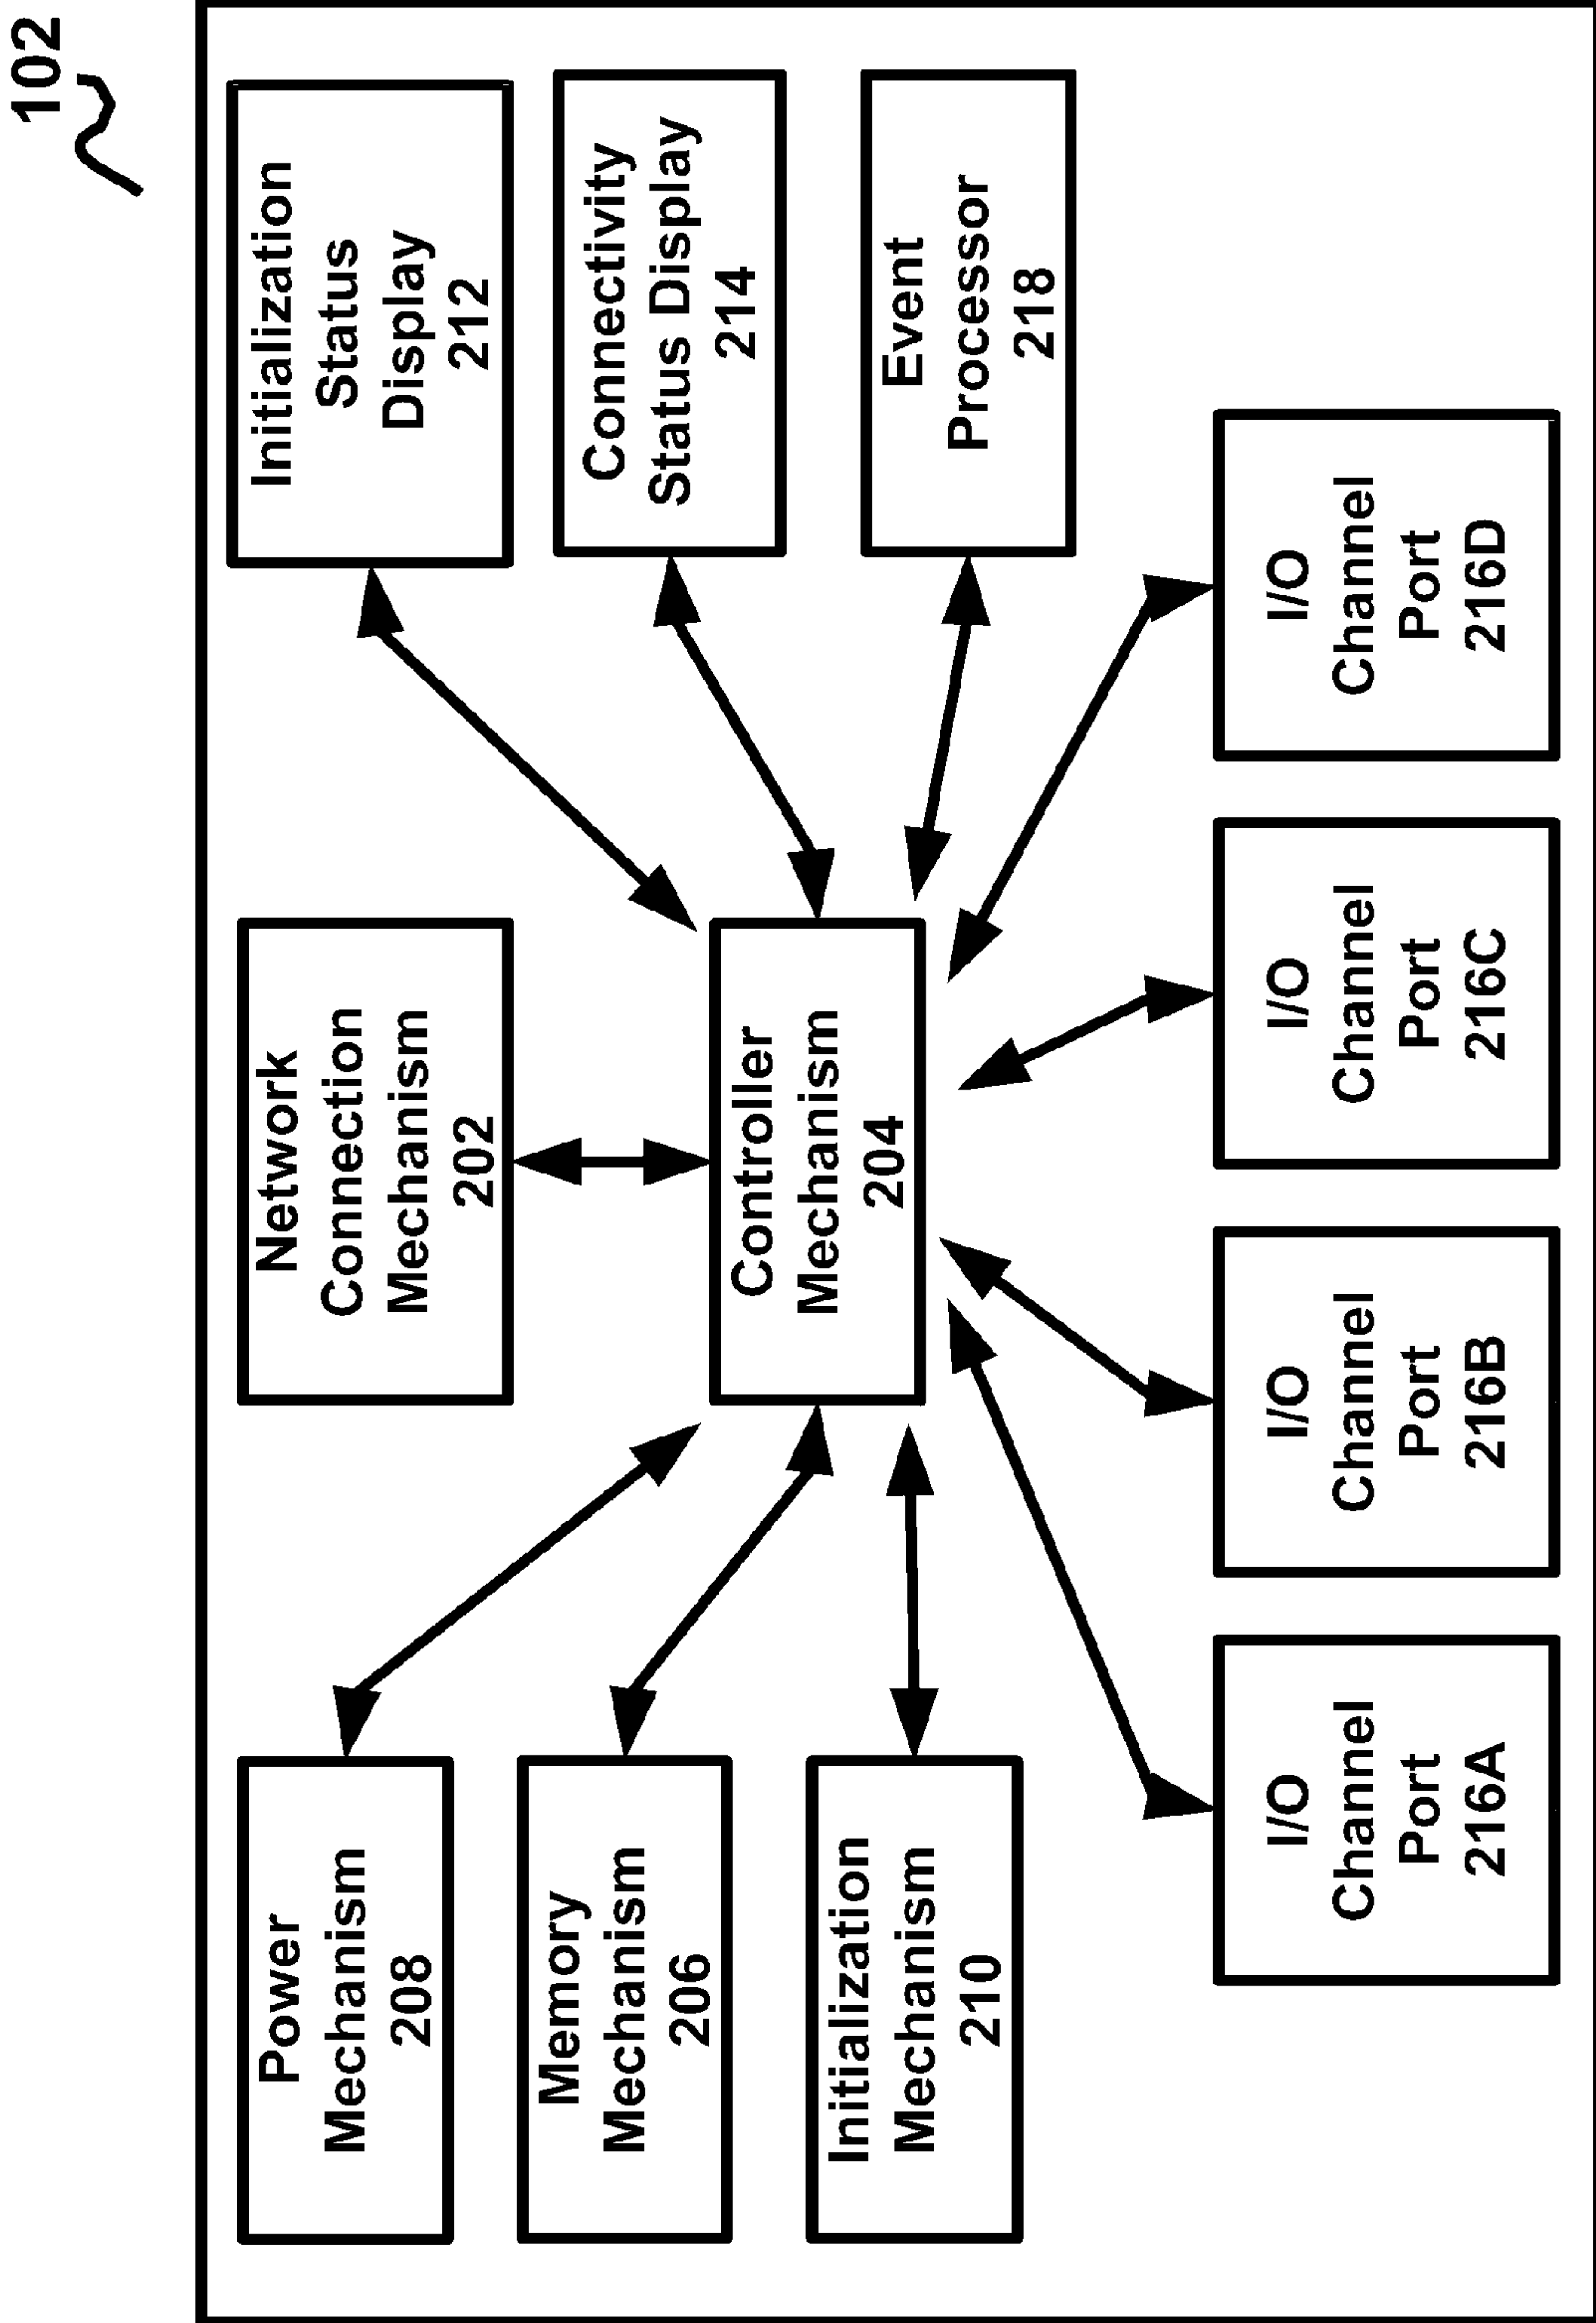 102
Power
Mechanism
208
Network
Connection
Mechanism
202
Initialization
Status
Display
212
Memory
Mechanism
206
Controller
Mechanism
204
Connectivity
Status Display
214
Initialization
Mechanism
210
Event
Processor
218
I/O
Channel
Port
216A
I/O
Channel
Port
216B
I/O
Channel
Port
216C
I/O
Channel
Port
216D